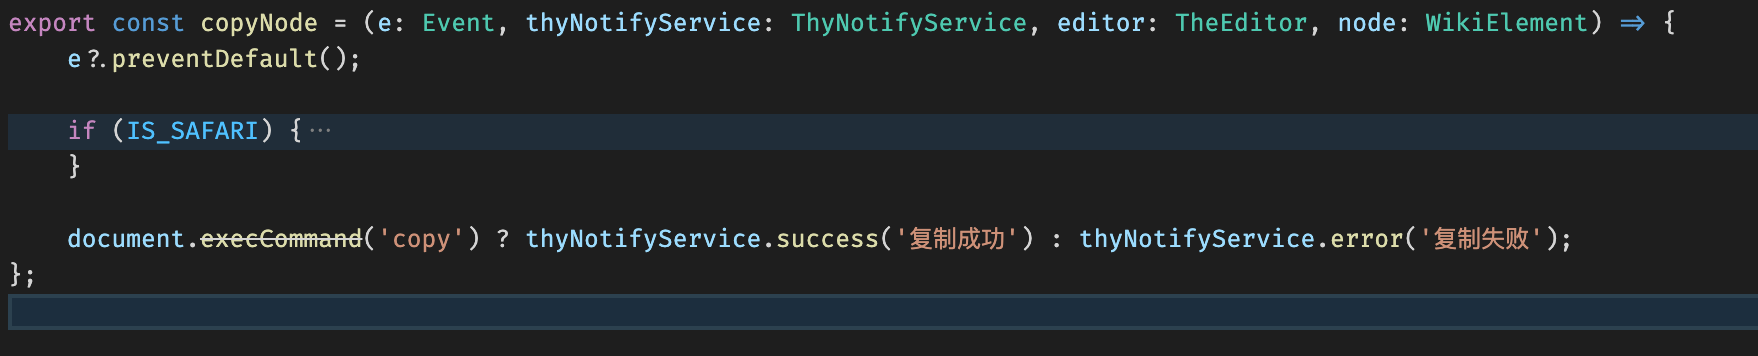 export const copyNode = (e: Event, thyNotifyService: ThyNotifyService, editor: TheEditor, node: WikiElement) => {
e?.preventDefault();
if (IS_SAFARI) {···
}
document.execCommand('copy') ? thyNotifyService.success('复制成功') : thyNotifyService.error('复制失败');
};